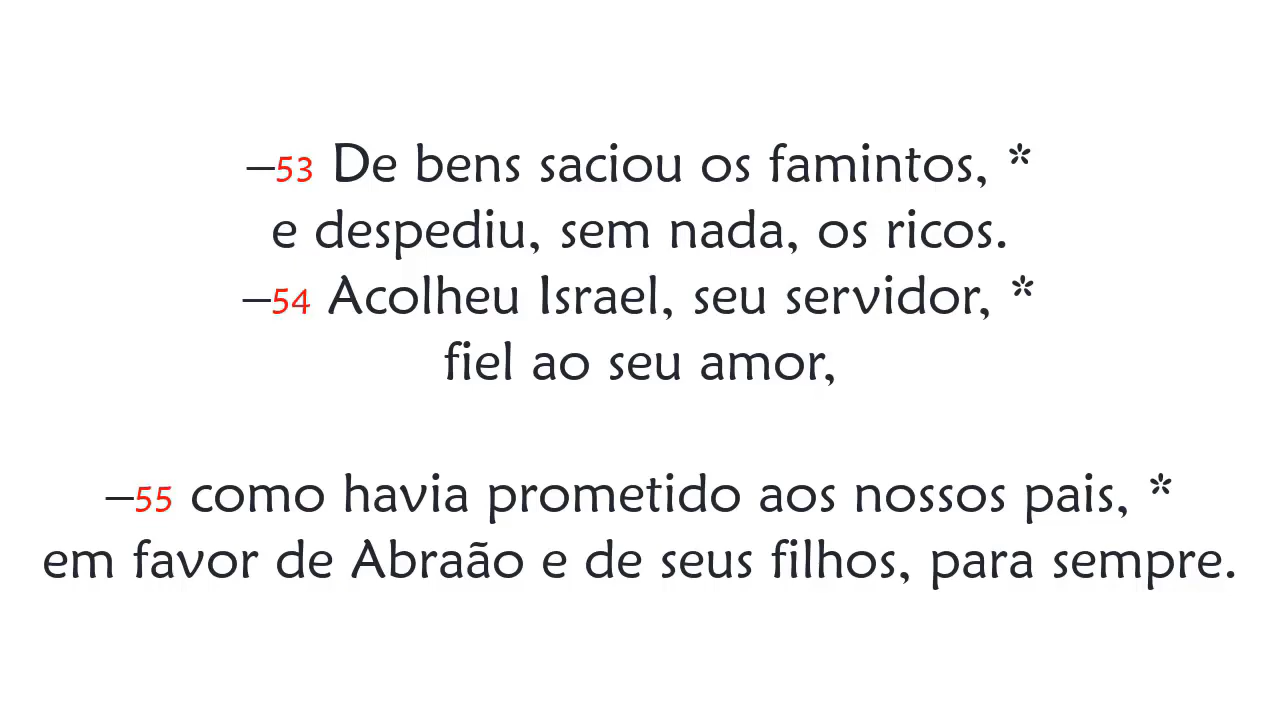 –53 De bens saciou os famintos, *
e despediu, sem nada, os ricos.
–54 Acolheu Israel, seu servidor, *
fiel ao seu amor,
–55 como havia prometido aos nossos pais, *
em favor de Abraão e de seus filhos, para sempre.